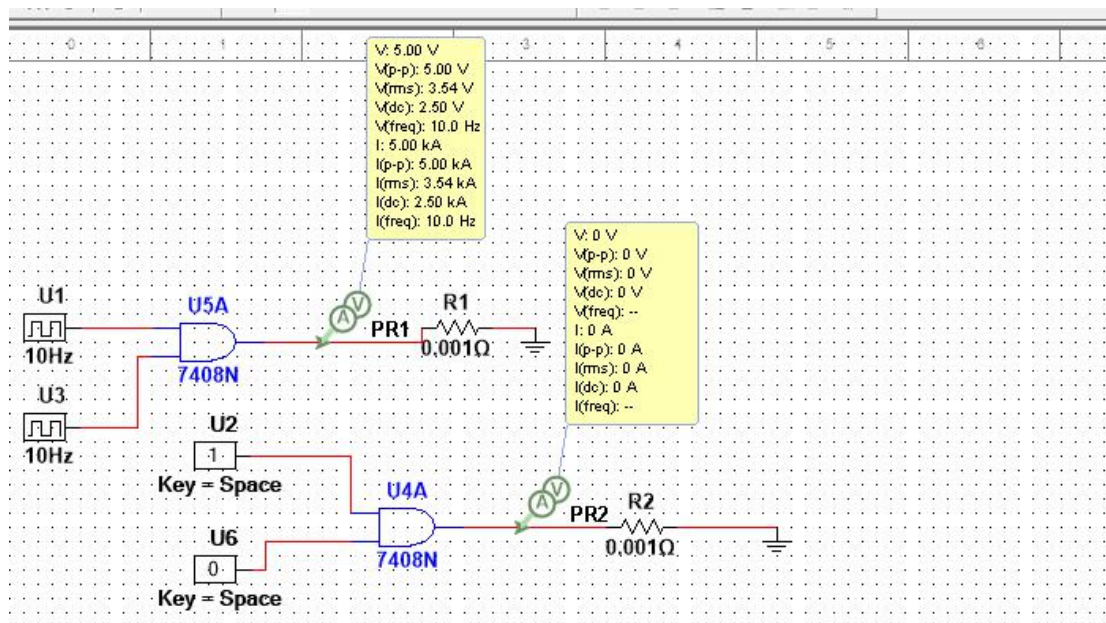 0 1 3 4 5 6
V: 5.00 V
V(p-p): 5.00 V
V(rms): 3.54 V
V(dc): 2.50 V
V(freq): 10.0 Hz
I: 5.00 kA
I(p-p): 5.00 kA
I(rms): 3.54 kA
I(dc): 2.50 kA
I(freq): 10.0 Hz
V: 0 V
V(p-p): 0 V
V(rms): 0 V
V(dc): 0 V
V(freq): --
I: 0 A
I(p-p): 0 A
I(rms): 0 A
I(dc): 0 A
I(freq): --
U1
10Hz
U5A
7408N
V
A
PR1
R1
0,001Ω
U3
10Hz
U2
1
Key = Space
U4A
7408N
V
A
PR2
R2
0,001Ω
U6
0
Key = Space